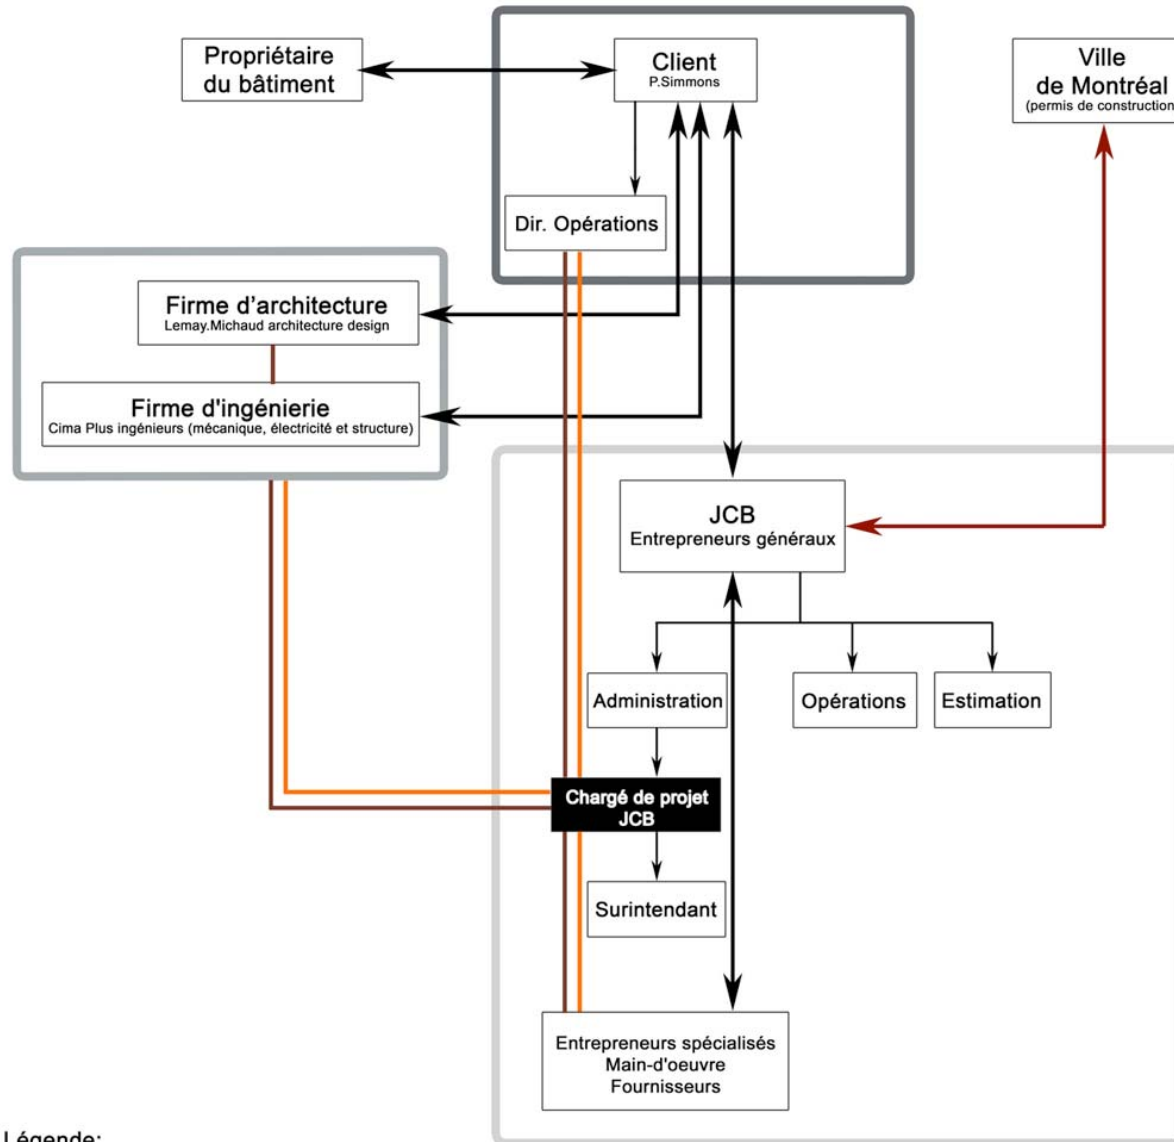 Propriétaire
du bâtiment
Client
P.Simmons
Ville
de Montréal
(permis de construction
Dir. Opérations
Firme d'architecture
Lemay.Michaud architecture design
Firme d'ingénierie
Cima Plus ingénieurs (mécanique, électricité et structure)
JCB
Entrepreneurs généraux
Administration
Opérations
Estimation
Chargé de projet
JCB
Surintendant
Entrepreneurs spécialisés
Main-d'oeuvre
Fournisseurs
Légende: